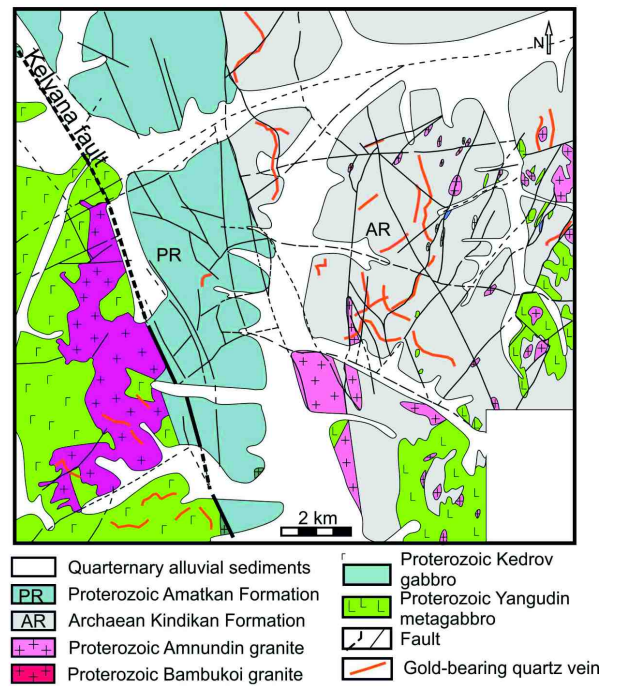 N
Kelyana fault
PR
AR
2 km
Quarternary alluvial sediments
PR Proterozoic Amatkan Formation
AR Archaean Kindikan Formation
Proterozoic Amnundin granite
Proterozoic Bambukoi granite
Proterozoic Kedrov
gabbro
Proterozoic Yangudin
metagabbro
Fault
Gold-bearing quartz vein